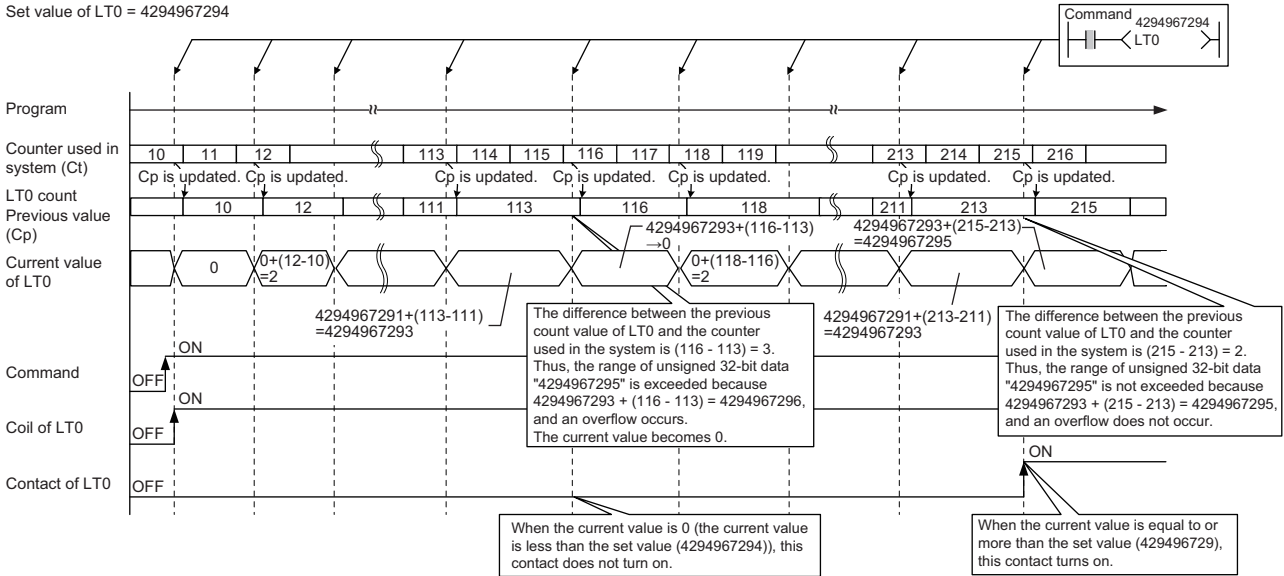 Set value of LT0 = 4294967294
Command
4294967294
LT0
Program
Counter used in
system (Ct)
10 11 12 113 114 115 116 117 118 119 213 214 215 216
Cp is updated. Cp is updated. Cp is updated. Cp is updated. Cp is updated. Cp is updated. Cp is updated.
LT0 count
Previous value
(Cp)
10 12 111 113 116 118 211 213 215
4294967293+(116-113)
→0
4294967293+(215-213)
=4294967295
Current value
of LT0
0
0+(12-10)
=2
0+(118-116)
=2
4294967291+(113-111)
=4294967293
4294967291+(213-211)
=4294967293
The difference between the previous
count value of LT0 and the counter
used in the system is (116 - 113) = 3.
Thus, the range of unsigned 32-bit data
"4294967295" is exceeded because
4294967293 + (116 - 113) = 4294967296,
and an overflow occurs.
The current value becomes 0.
The difference between the previous
count value of LT0 and the counter
used in the system is (215 - 213) = 2.
Thus, the range of unsigned 32-bit data
"4294967295" is not exceeded because
4294967293 + (215 - 213) = 4294967295,
and an overflow does not occur.
Command
OFF
ON
Coil of LT0
OFF
ON
Contact of LT0
OFF
ON
When the current value is 0 (the current value
is less than the set value (4294967294)), this
contact does not turn on.
When the current value is equal to or
more than the set value (429496729),
this contact turns on.